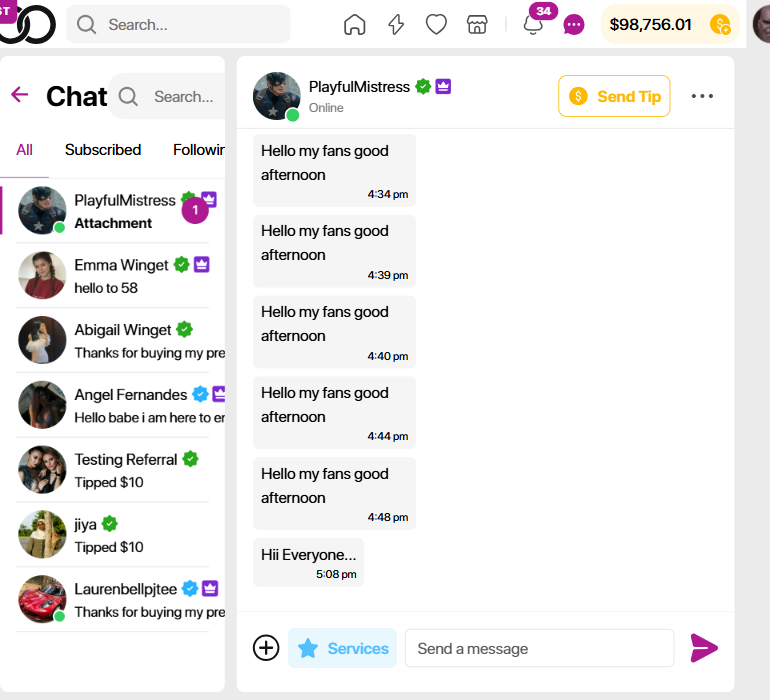 ST
Search...
34
$98,756.01
Chat
Search...
All
Subscribed
Followin
PlayfulMistress
1
Attachment
Emma Winget
hello to 58
Abigail Winget
Thanks for buying my pre
Angel Fernandes
Hello babe i am here to er
Testing Referral
Tipped $10
jiya
Tipped $10
Laurenbellpjtee
Thanks for buying my pre
PlayfulMistress
Online
$ Send Tip
Hello my fans good
afternoon
4:34 pm
Hello my fans good
afternoon
4:39 pm
Hello my fans good
afternoon
4:40 pm
Hello my fans good
afternoon
4:44 pm
Hello my fans good
afternoon
4:48 pm
Hii Everyone...
5:08 pm
Services
Send a message